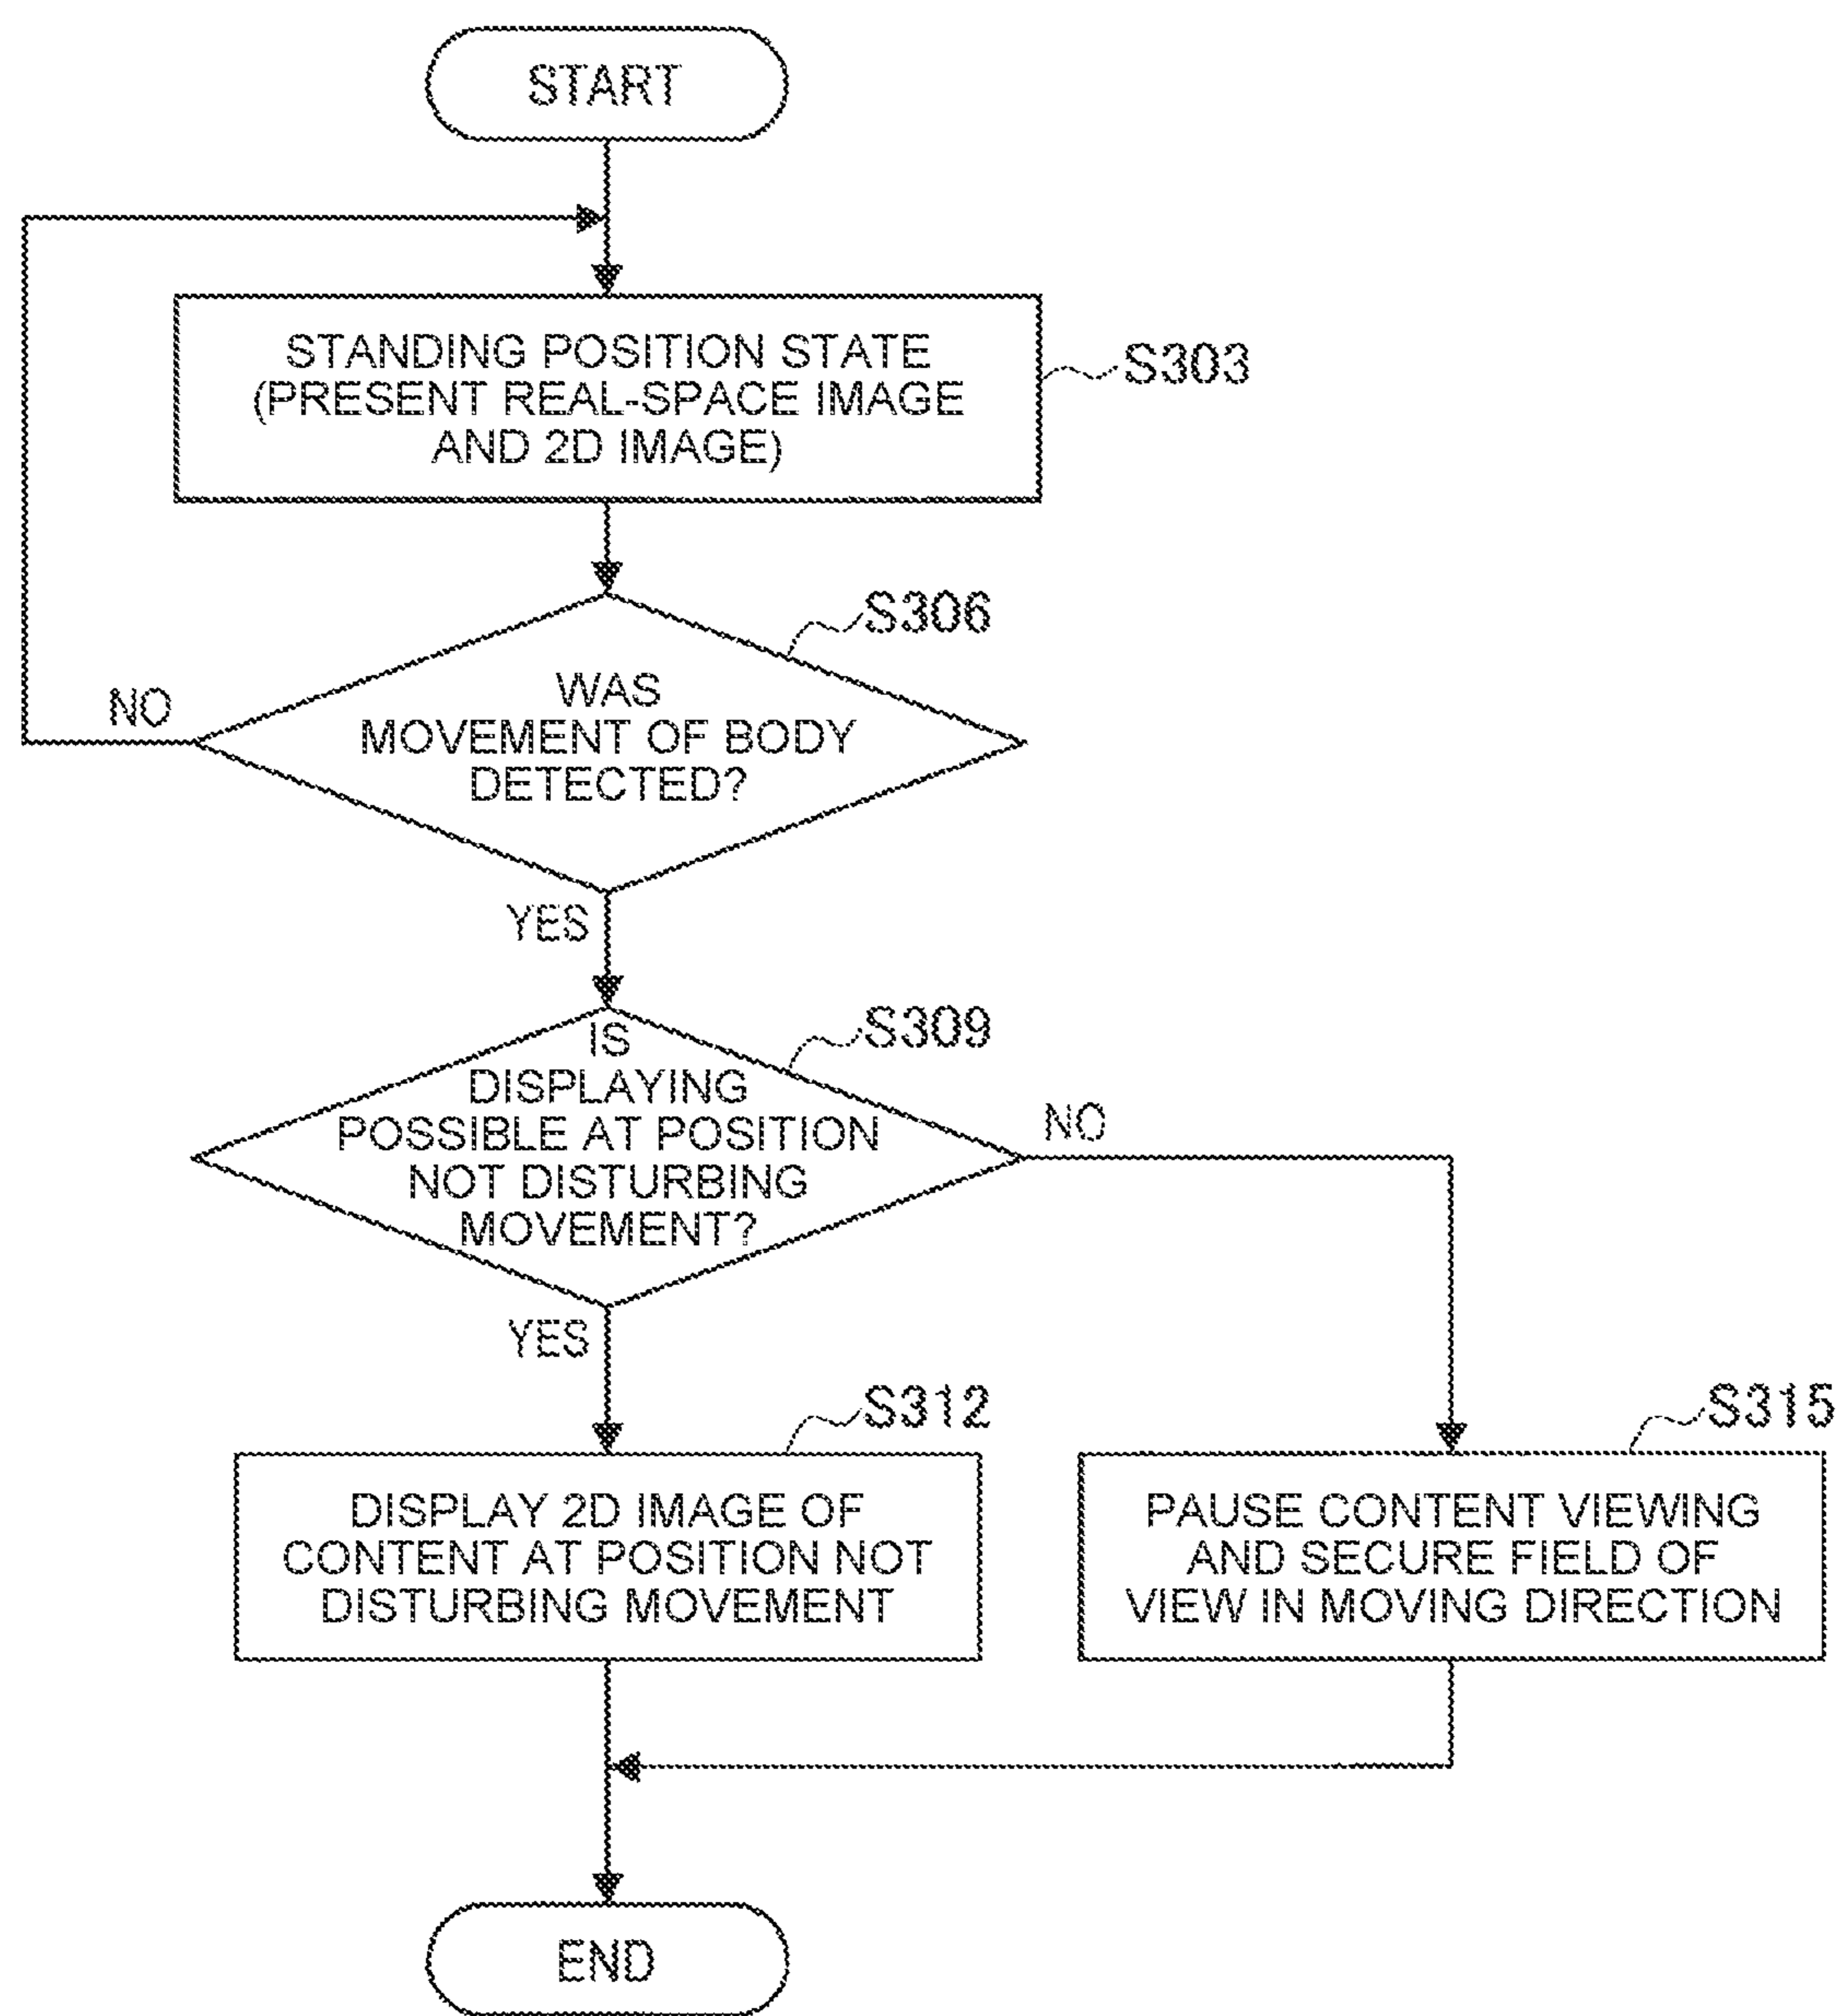 START
STANDING POSITION STATE
(PRESENT REAL-SPACE IMAGE
AND 2D IMAGE)
S303
S306
WAS
MOVEMENT OF BODY
DETECTED?
NO
YES
S309
IS
DISPLAYING
POSSIBLE AT POSITION
NOT DISTURBING
MOVEMENT?
NO
YES
S312
DISPLAY 2D IMAGE OF
CONTENT AT POSITION NOT
DISTURBING MOVEMENT
S315
PAUSE CONTENT VIEWING
AND SECURE FIELD OF
VIEW IN MOVING DIRECTION
END